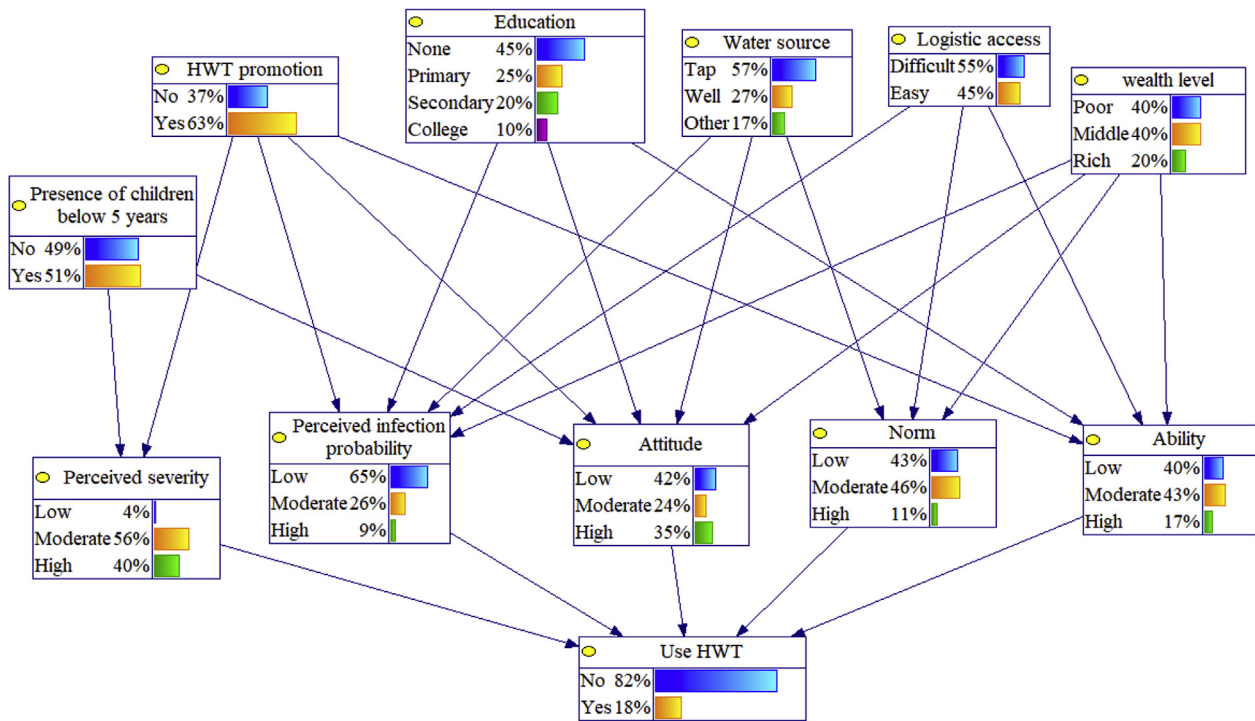 Education
None 45%
Primary 25%
Secondary 20%
College 10%
Water source
Tap 57%
Well 27%
Other 17%
Logistic access
Difficult 55%
Easy 45%
HWT promotion
No 37%
Yes 63%
wealth level
Poor 40%
Middle 40%
Rich 20%
Presence of children
below 5 years
No 49%
Yes 51%
Perceived severity
Low 4%
Moderate 56%
High 40%
Perceived infection
probability
Low 65%
Moderate 26%
High 9%
Attitude
Low 42%
Moderate 24%
High 35%
Norm
Low 43%
Moderate 46%
High 11%
Ability
Low 40%
Moderate 43%
High 17%
Use HWT
No 82%
Yes 18%